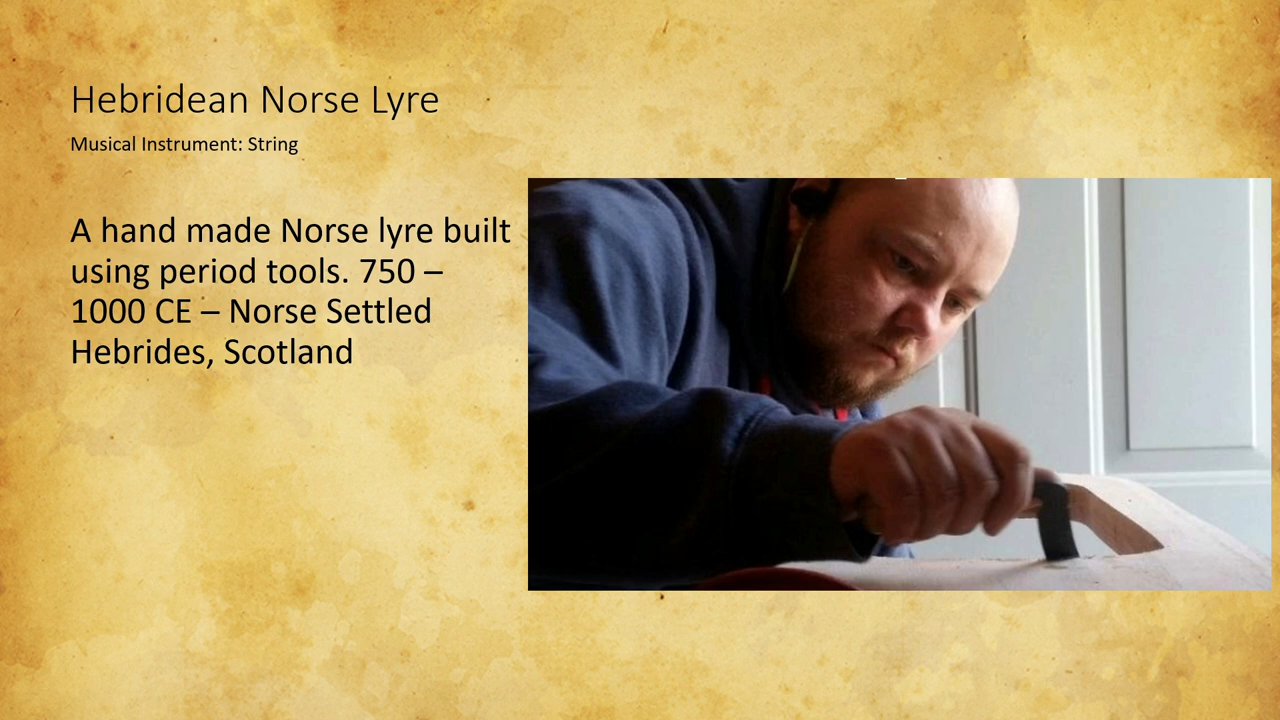 Hebridean Norse Lyre
Musical Instrument: String
A hand made Norse lyre built
using period tools. 750 –
1000 CE – Norse Settled
Hebrides, Scotland